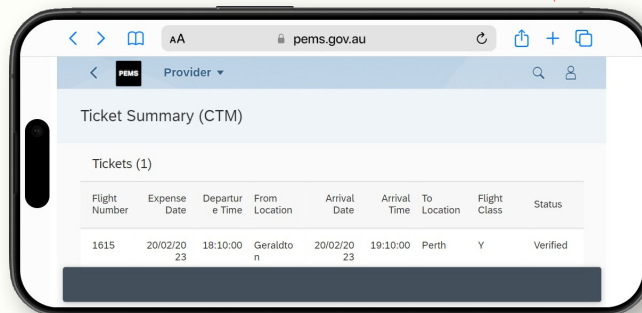 AA pems.gov.au
PEMS Provider
Ticket Summary (CTM)
Tickets (1)
Flight Number Expense Date Departur e Time From Location Arrival Date Arrival Time To Location Flight Class Status
1615 20/02/20 23 18:10:00 Geraldto n 20/02/20 23 19:10:00 Perth Y Verified